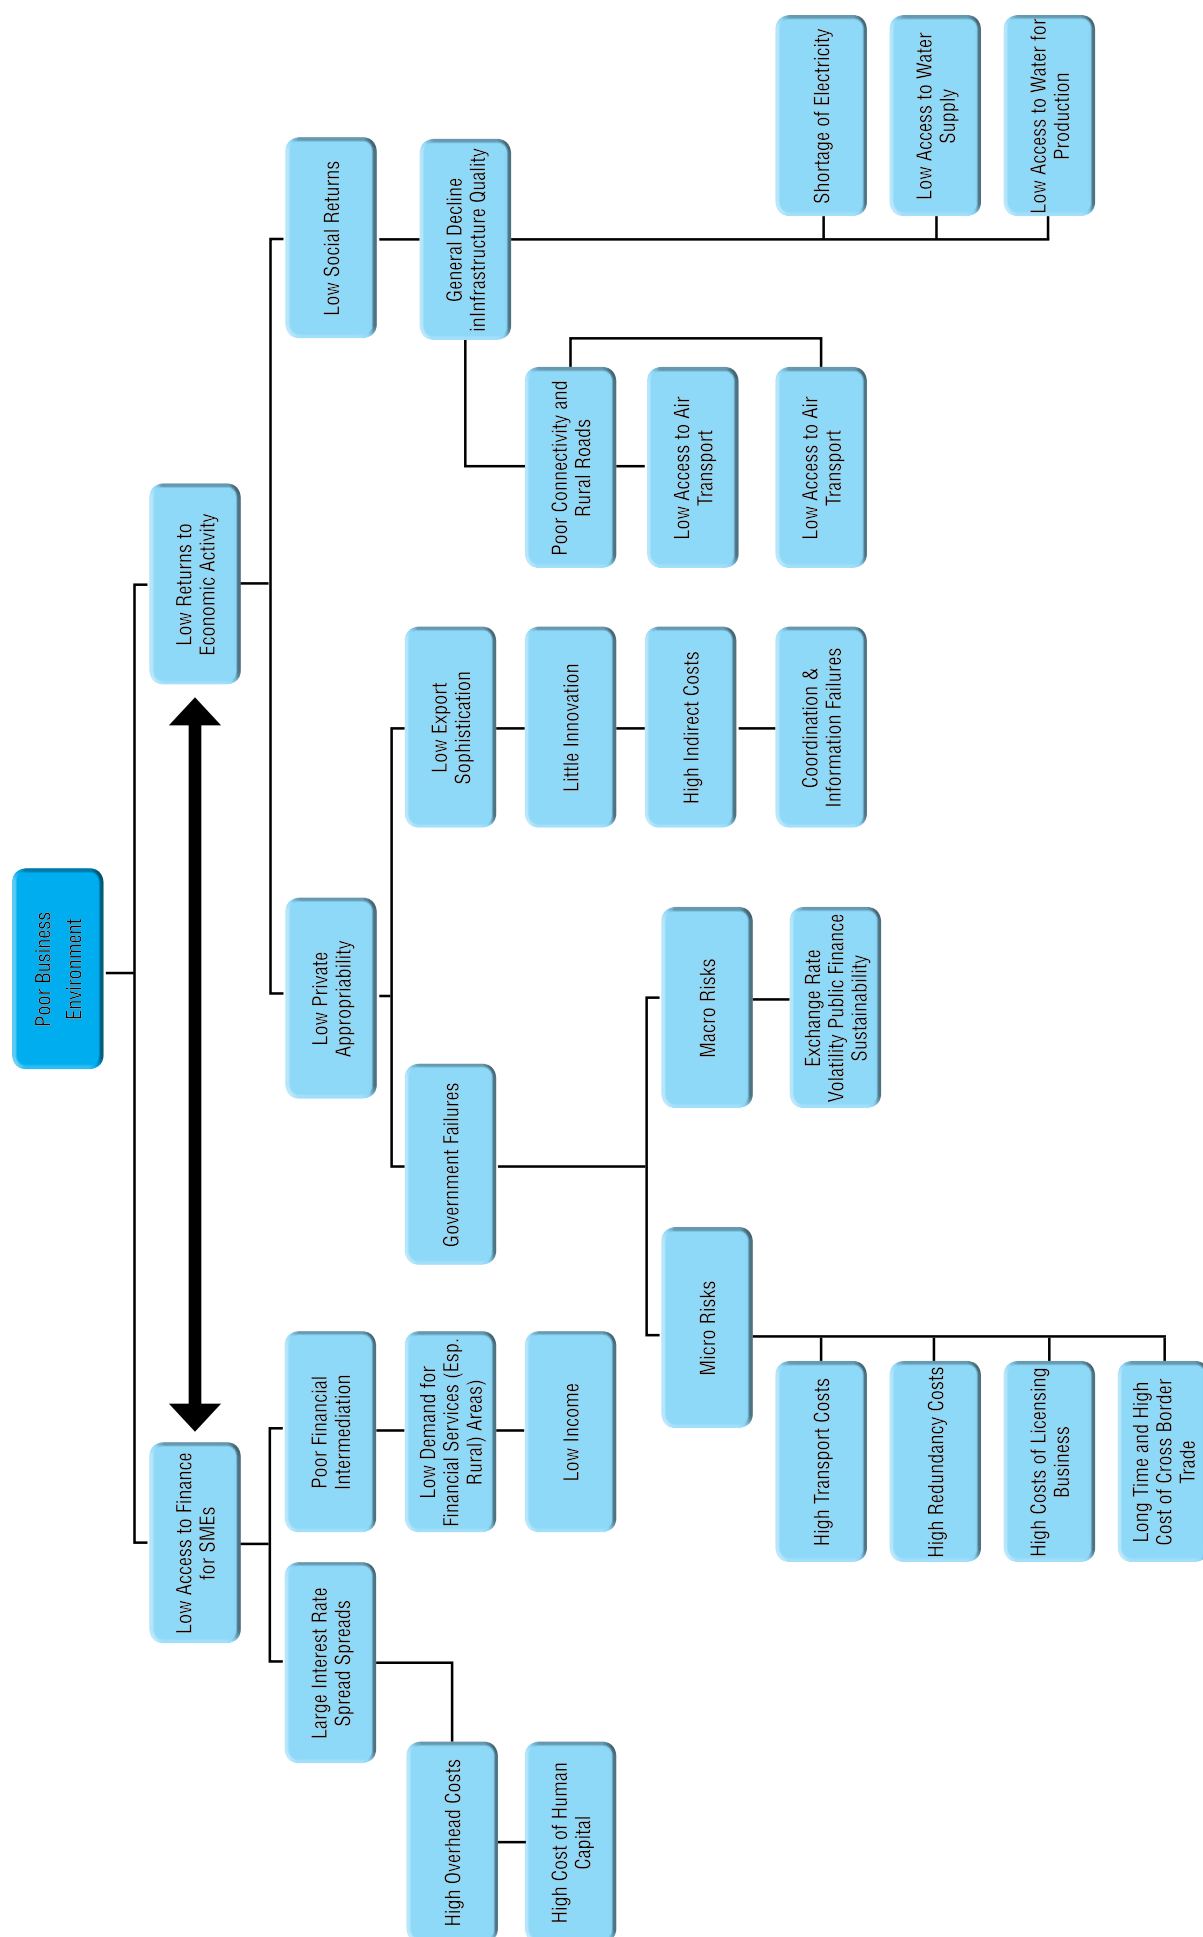 Poor Business
Environment
Low Access to Finance
for SMEs
Low Returns to
Economic Activity
Large Interest Rate
Spread Spreads
Poor Financial
Intermediation
Low Private
Appropriability
Low Social Returns
High Overhead Costs
Low Demand for
Financial Services (Esp.
Rural) Areas)
Government Failures
Low Export
Sophistication
General Decline
inInfrastructure Quality
High Cost of Human
Capital
Low Income
Little Innovation
Poor Connectivity and
Rural Roads
Micro Risks
Macro Risks
High Indirect Costs
Low Access to Air
Transport
High Transport Costs
Exchange Rate
Volatility Public Finance
Sustainability
Coordination &
Information Failures
Low Access to Air
Transport
Shortage of Electricity
High Redundancy Costs
Low Access to Water
Supply
High Costs of Licensing
Business
Low Access to Water for
Production
Long Time and High
Cost of Cross Border
Trade